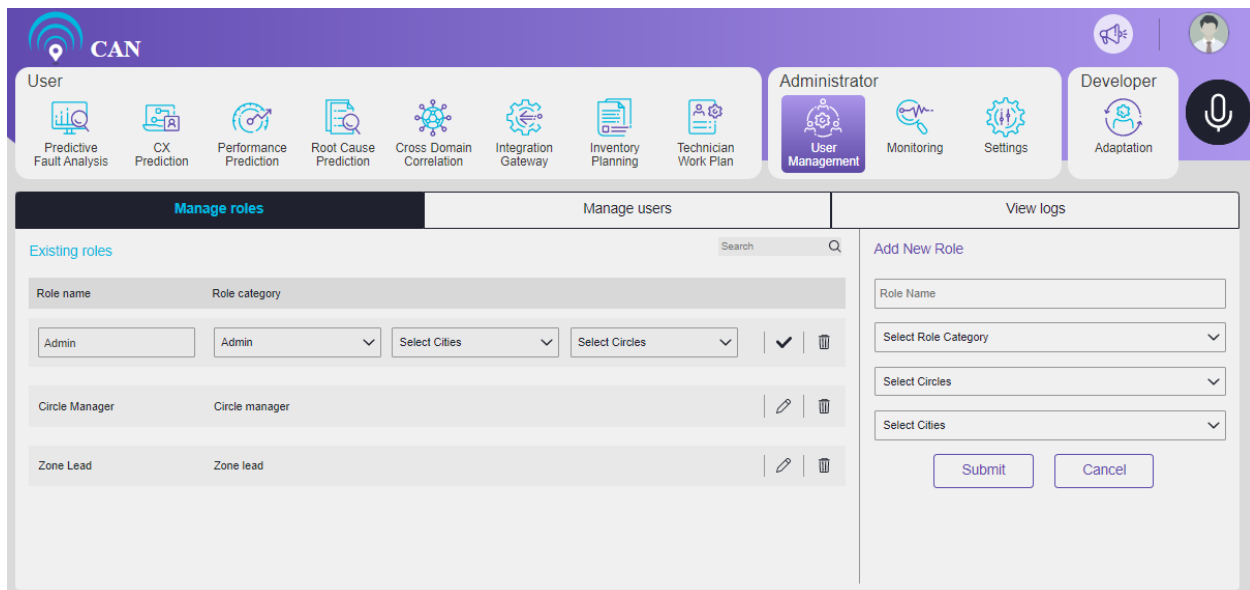 CAN
User
Administrator
Developer
Predictive
Fault Analysis
CX
Prediction
Performance
Prediction
Root Cause
Prediction
Cross Domain
Correlation
Integration
Gateway
Inventory
Planning
Technician
Work Plan
User
Management
Monitoring
Settings
Adaptation
Manage roles
Manage users
View logs
Existing roles
Search
Role name
Role category
Admin
Admin
Select Cities
Select Circles
Circle Manager
Circle manager
Zone Lead
Zone lead
Add New Role
Role Name
Select Role Category
Select Circles
Select Cities
Submit
Cancel